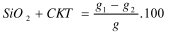 SiO₂ + CKT = (g₁ − g₂)/g .100